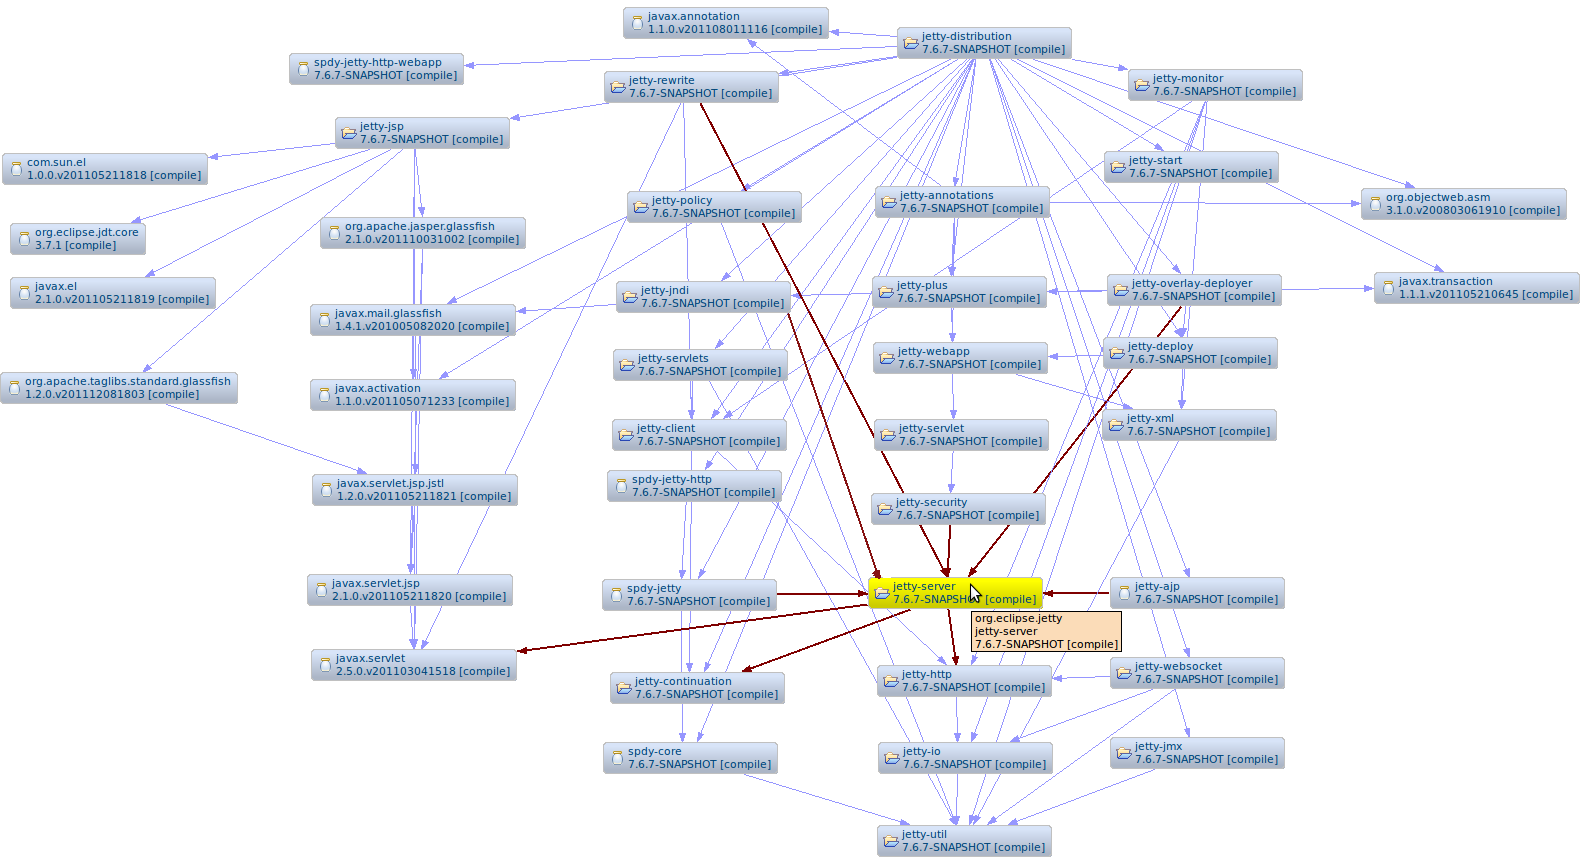 javax.annotation
1.1.0.v201108011116 [compile]
jetty-distribution
7.6.7-SNAPSHOT [compile]
spdy-jetty-http-webapp
7.6.7-SNAPSHOT [compile]
jetty-rewrite
7.6.7-SNAPSHOT [compile]
jetty-monitor
7.6.7-SNAPSHOT [compile]
jetty-jsp
7.6.7-SNAPSHOT [compile]
com.sun.el
1.0.0.v201105211818 [compile]
jetty-start
7.6.7-SNAPSHOT [compile]
jetty-policy
7.6.7-SNAPSHOT [compile]
jetty-annotations
7.6.7-SNAPSHOT [compile]
org.objectweb.asm
3.1.0.v200803061910 [compile]
org.eclipse.jdt.core
3.7.1 [compile]
org.apache.jasper.glassfish
2.1.0.v201110031002 [compile]
javax.el
2.1.0.v201105211819 [compile]
jetty-jndi
7.6.7-SNAPSHOT [compile]
jetty-plus
7.6.7-SNAPSHOT [compile]
jetty-overlay-deployer
7.6.7-SNAPSHOT [compile]
javax.transaction
1.1.1.v201105210645 [compile]
javax.mail.glassfish
1.4.1.v201005082020 [compile]
jetty-servlets
7.6.7-SNAPSHOT [compile]
jetty-webapp
7.6.7-SNAPSHOT [compile]
jetty-deploy
7.6.7-SNAPSHOT [compile]
org.apache.taglibs.standard.glassfish
1.2.0.v201112081803 [compile]
javax.activation
1.1.0.v201105071233 [compile]
jetty-client
7.6.7-SNAPSHOT [compile]
jetty-servlet
7.6.7-SNAPSHOT [compile]
jetty-xml
7.6.7-SNAPSHOT [compile]
javax.servlet.jsp.jstl
1.2.0.v201105211821 [compile]
spdy-jetty-http
7.6.7-SNAPSHOT [compile]
jetty-security
7.6.7-SNAPSHOT [compile]
javax.servlet.jsp
2.1.0.v201105211820 [compile]
spdy-jetty
7.6.7-SNAPSHOT [compile]
jetty-server
7.6.7-SNAPSHOT [compile]
jetty-ajp
7.6.7-SNAPSHOT [compile]
org.eclipse.jetty
jetty-server
7.6.7-SNAPSHOT [compile]
javax.servlet
2.5.0.v201103041518 [compile]
jetty-continuation
7.6.7-SNAPSHOT [compile]
jetty-http
7.6.7-SNAPSHOT [compile]
jetty-websocket
7.6.7-SNAPSHOT [compile]
spdy-core
7.6.7-SNAPSHOT [compile]
jetty-io
7.6.7-SNAPSHOT [compile]
jetty-jmx
7.6.7-SNAPSHOT [compile]
jetty-util
7.6.7-SNAPSHOT [compile]